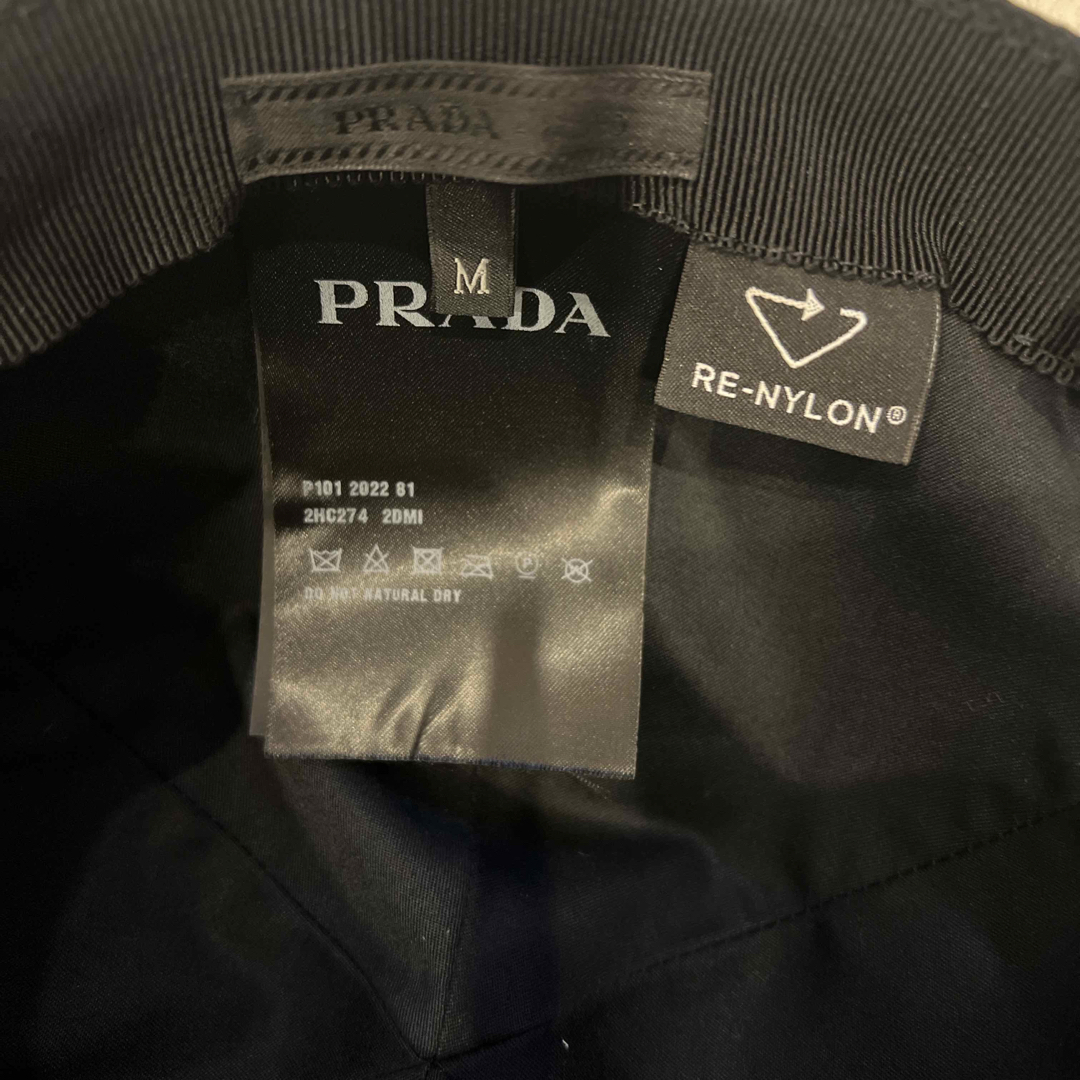 PRADA
M
PRADA
RE-NYLON®
P101 2022 81
2HC274 2DMI
DO NOT NATURAL DRY